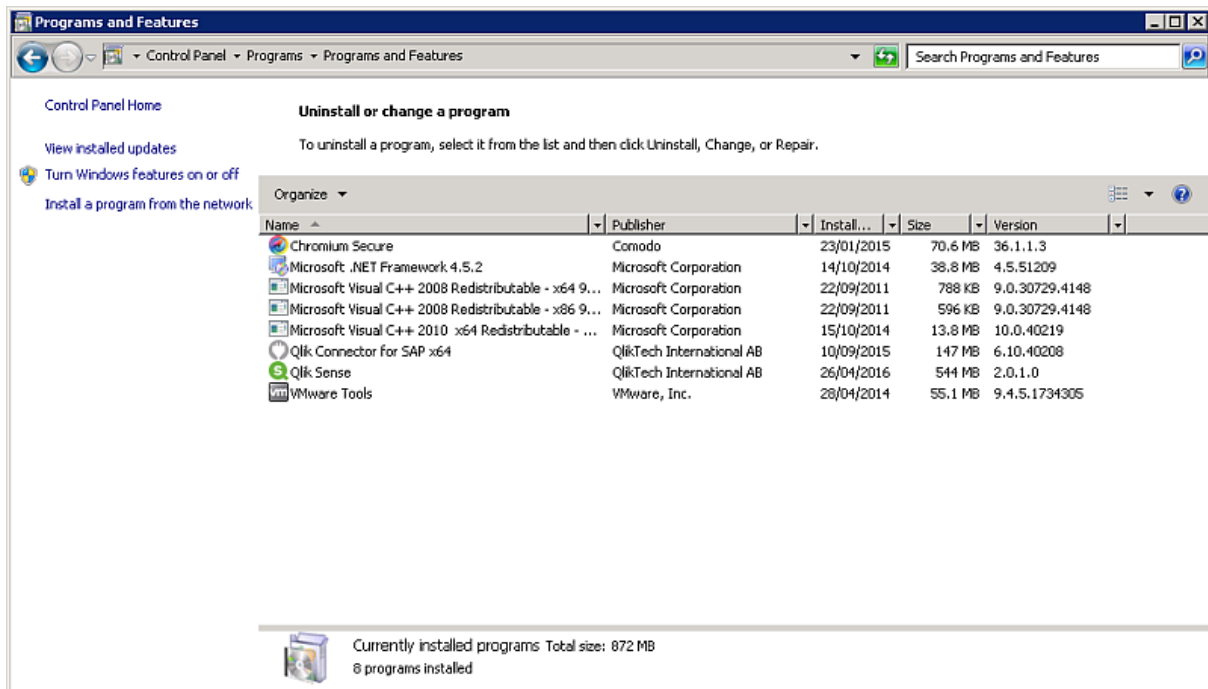 Programs and Features
Control Panel Programs Programs and Features Search Programs and Features
Control Panel Home
View installed updates
Turn Windows features on or off
Install a program from the network
Uninstall or change a program
To uninstall a program, select it from the list and then click Uninstall, Change, or Repair.
Organize
Name Publisher Install... Size Version
Chromium Secure Comodo 23/01/2015 70.6 MB 36.1.1.3
Microsoft .NET Framework 4.5.2 Microsoft Corporation 14/10/2014 38.8 MB 4.5.51209
Microsoft Visual C++ 2008 Redistributable - x64 9... Microsoft Corporation 22/09/2011 788 KB 9.0.30729.4148
Microsoft Visual C++ 2008 Redistributable - x86 9... Microsoft Corporation 22/09/2011 596 KB 9.0.30729.4148
Microsoft Visual C++ 2010 x64 Redistributable - ... Microsoft Corporation 15/10/2014 13.8 MB 10.0.40219
Qlik Connector for SAP x64 QlikTech International AB 10/09/2015 147 MB 6.10.40208
Qlik Sense QlikTech International AB 26/04/2016 544 MB 2.0.1.0
VMware Tools VMware, Inc. 28/04/2014 55.1 MB 9.4.5.1734305
Currently installed programs Total size: 872 MB
8 programs installed